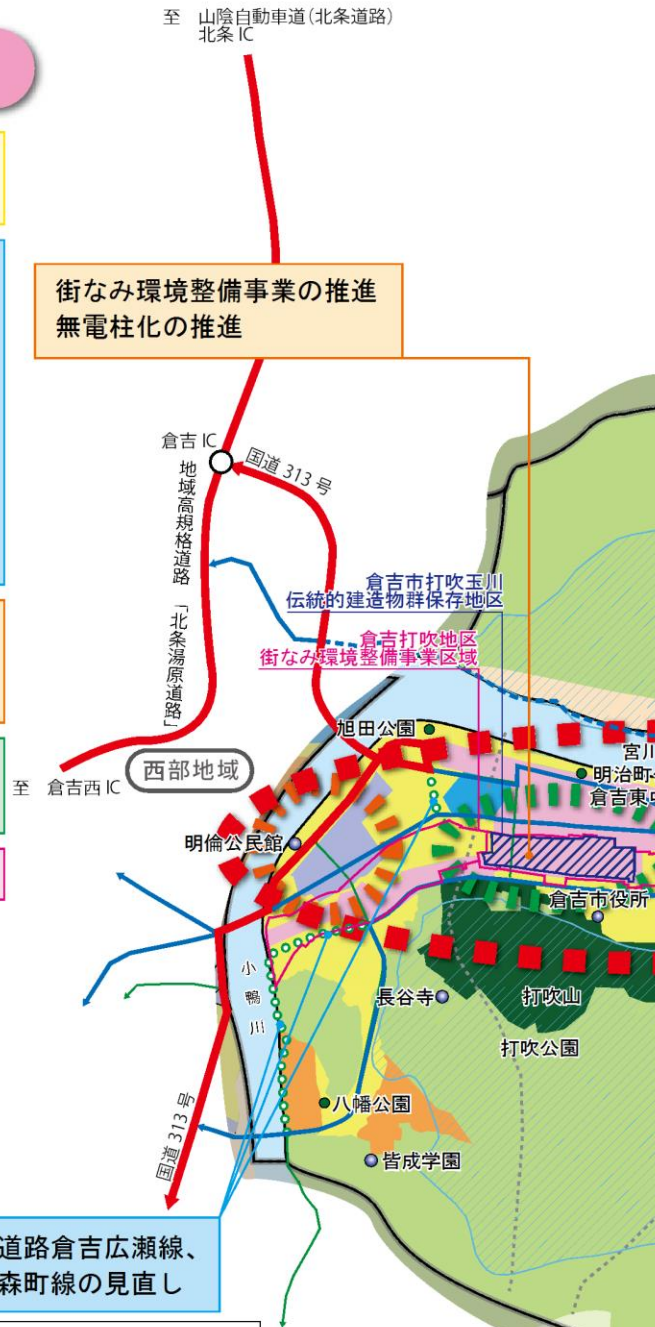 至　山陰自動車道(北条道路)
北条 IC
街なみ環境整備事業の推進
無電柱化の推進
倉吉 IC
国道 313 号
地域高規格道路「北条湯原道路」
倉吉市打吹玉川
伝統的建造物群保存地区
倉吉打吹地区
街なみ環境整備事業区域
旭田公園
宮川
明治町
倉吉東中
至　倉吉西 IC
西部地域
明倫公民館
倉吉市役所
小鴨川
長谷寺
打吹山
打吹公園
八幡公園
国道 313 号
皆成学園
道路倉吉広瀬線、
森町線の見直し